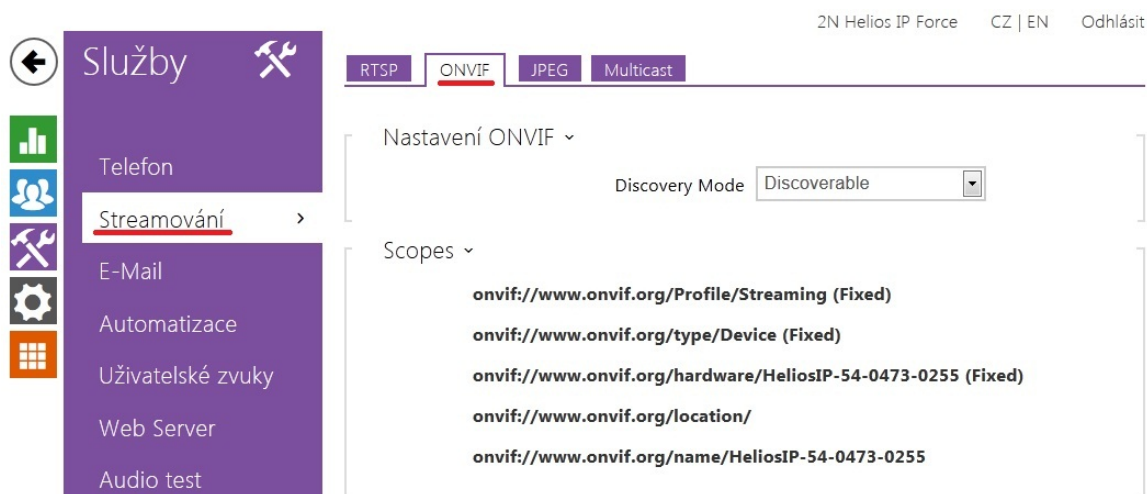 2N Helios IP Force CZ | EN Odhlásit
Služby
RTSP ONVIF JPEG Multicast
Nastavení ONVIF
Telefon
Discovery Mode Discoverable
Streamování
Scopes
E-Mail
onvif://www.onvif.org/Profile/Streaming (Fixed)
Automatizace
onvif://www.onvif.org/type/Device (Fixed)
Uživatelské zvuky
onvif://www.onvif.org/hardware/HeliosIP-54-0473-0255 (Fixed)
onvif://www.onvif.org/location/
Web Server
onvif://www.onvif.org/name/HeliosIP-54-0473-0255
Audio test